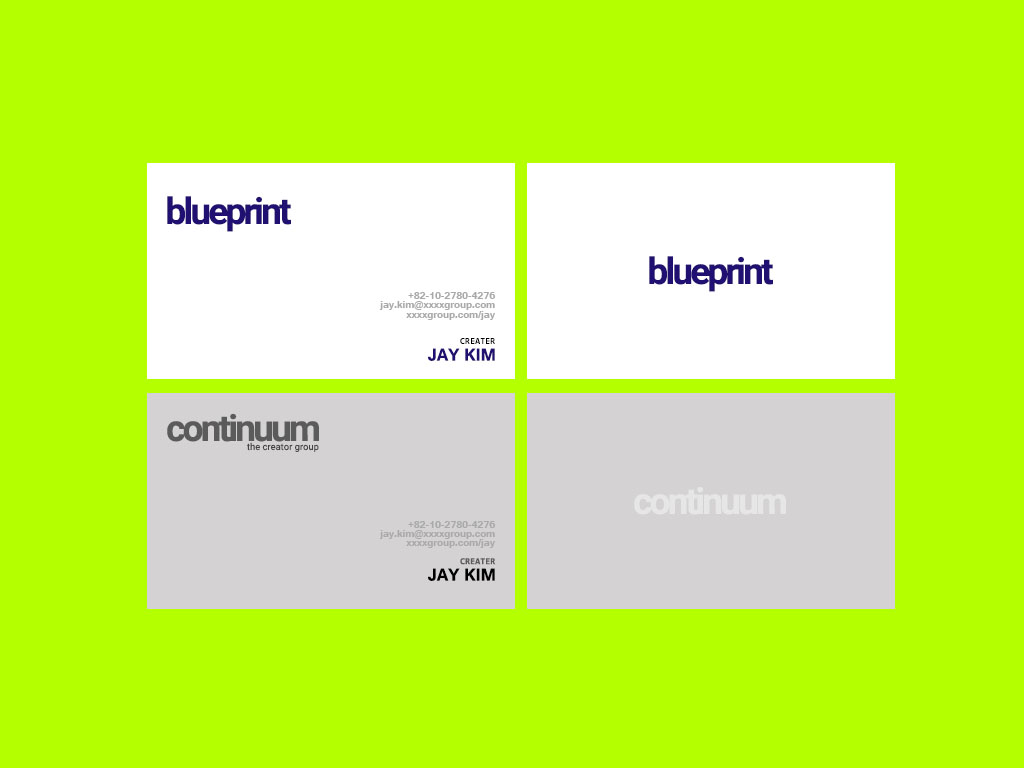 blueprint
+82-10-2780-4276
jay.kim@xxxxgroup.com
xxxxgroup.com/jay
CREATER
JAY KIM
blueprint
continuum
the creator group
+82-10-2780-4276
jay.kim@xxxxgroup.com
xxxxgroup.com/jay
CREATER
JAY KIM
continuum